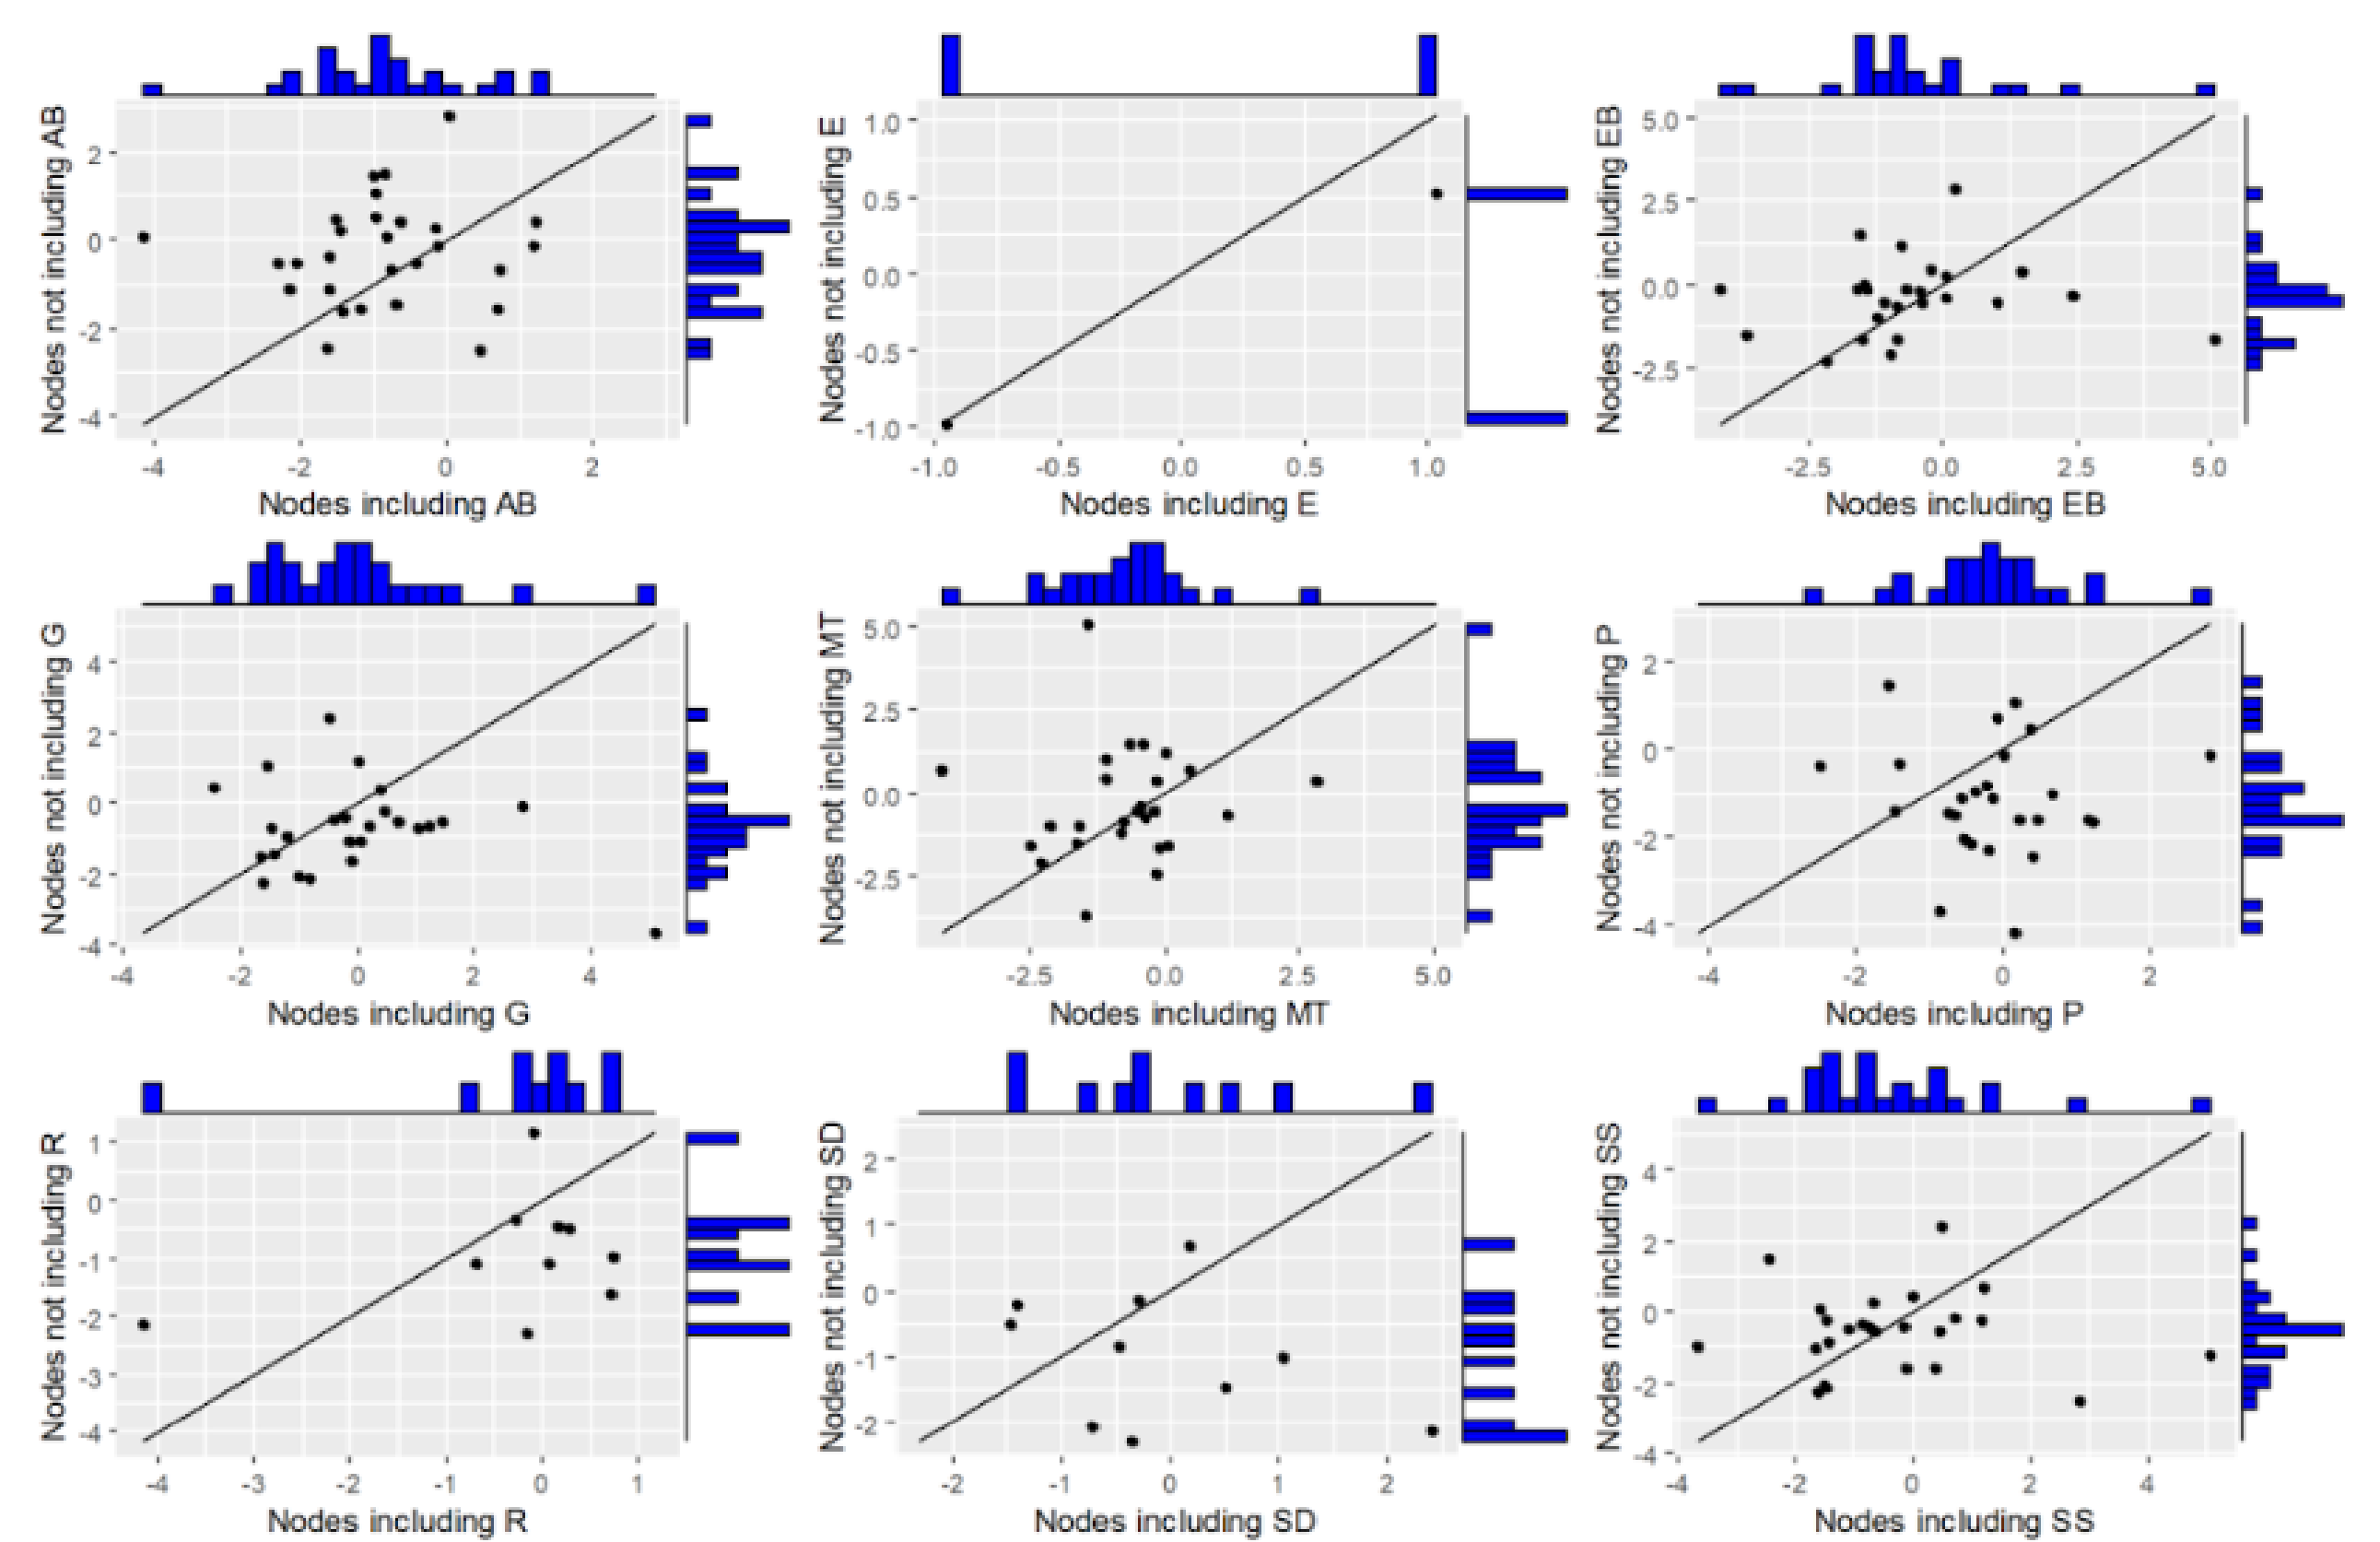 Nodes not including AB
2
0
-2
-4
-4 -2 0 2
Nodes including AB
Nodes not including E
1.0
0.5
0.0
-0.5
-1.0
-1.0 -0.5 0.0 0.5 1.0
Nodes including E
Nodes not including EB
5.0
2.5
0.0
-2.5
-2.5 0.0 2.5 5.0
Nodes including EB
Nodes not including G
4
2
0
-2
-4
-4 -2 0 2 4
Nodes including G
Nodes not including MT
5.0
2.5
0.0
-2.5
-2.5 0.0 2.5 5.0
Nodes including MT
Nodes not including P
2
0
-2
-4
-4 -2 0 2
Nodes including P
Nodes not including R
1
0
-1
-2
-3
-4
-4 -3 -2 -1 0 1
Nodes including R
Nodes not including SD
2
1
0
-1
-2
-2 -1 0 1 2
Nodes including SD
Nodes not including SS
4
2
0
-2
-4
-4 -2 0 2 4
Nodes including SS